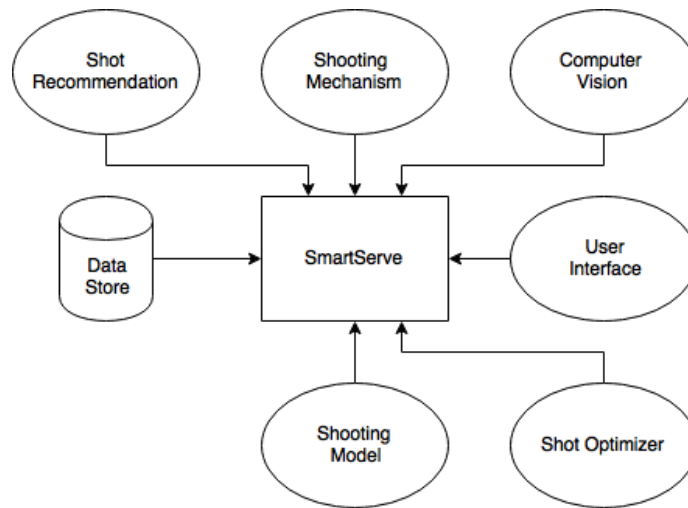 Shot
Recommendation
Shooting
Mechanism
Computer
Vision
Data
Store
SmartServe
User
Interface
Shooting
Model
Shot Optimizer